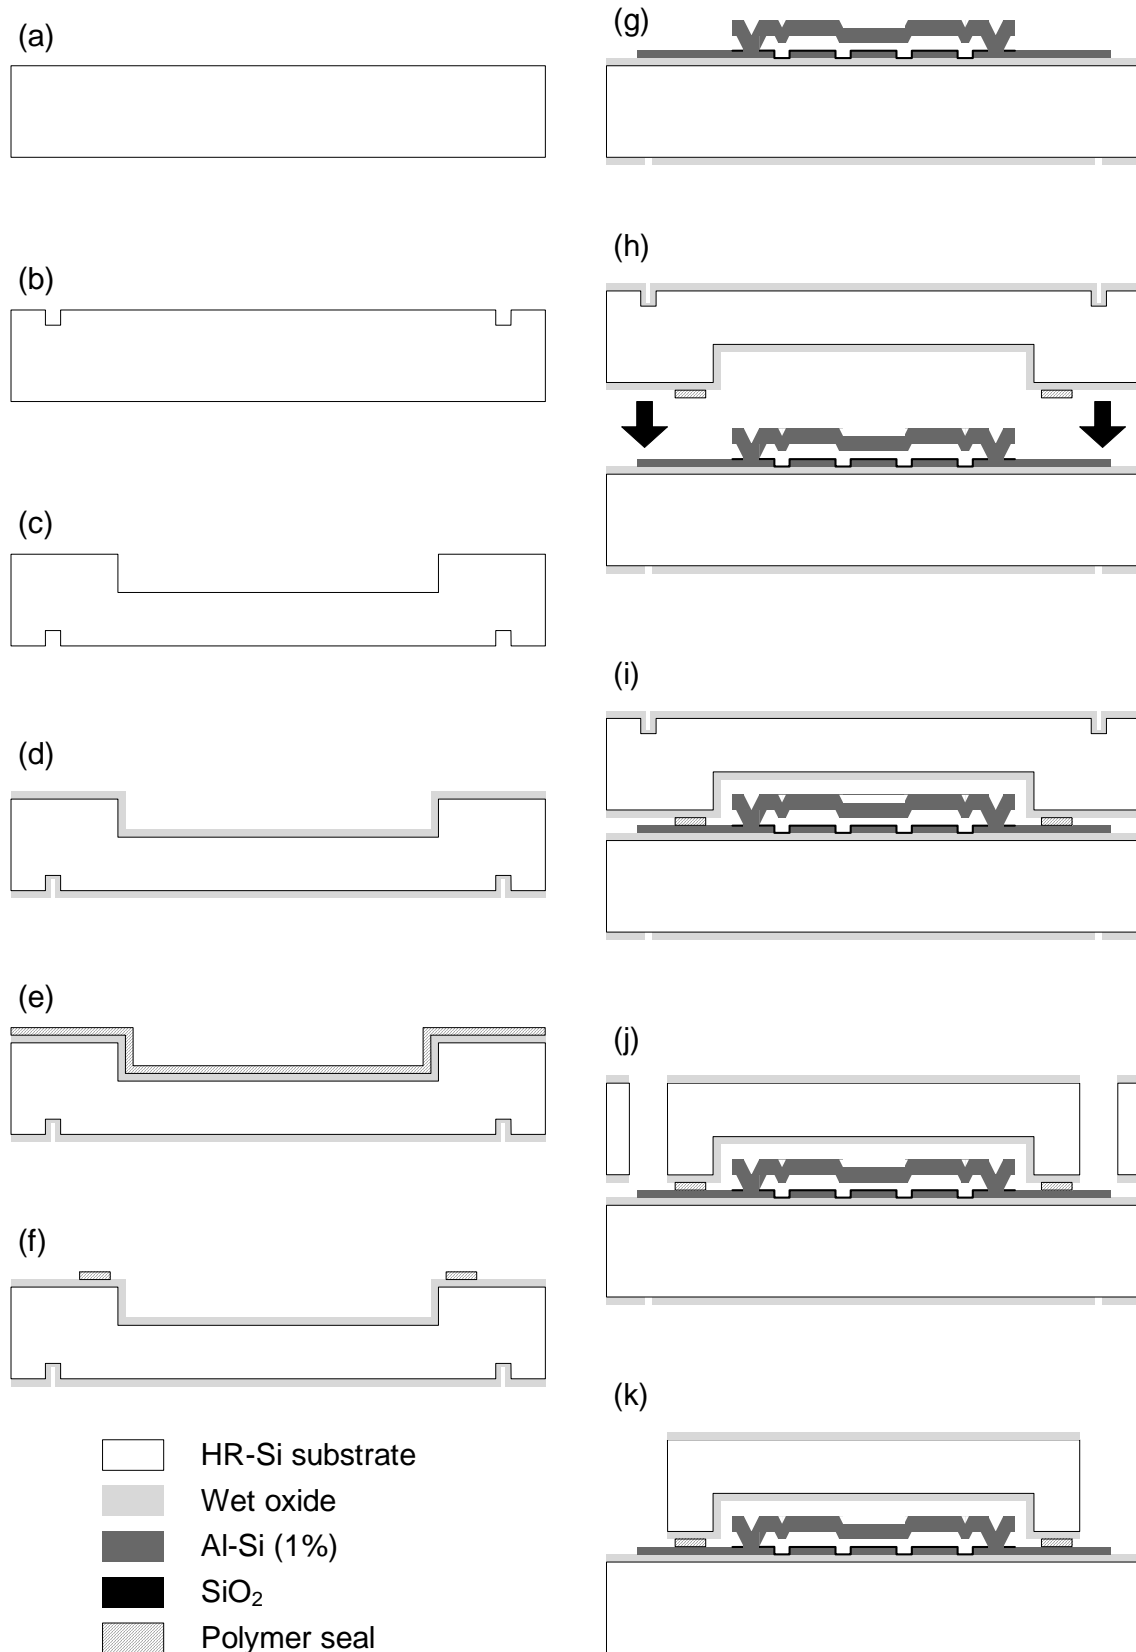 (a)
(b)
(c)
(d)
(e)
(f)
HR-Si substrate
Wet oxide
Al-Si (1%)
SiO₂
Polymer seal
(g)
(h)
(i)
(j)
(k)